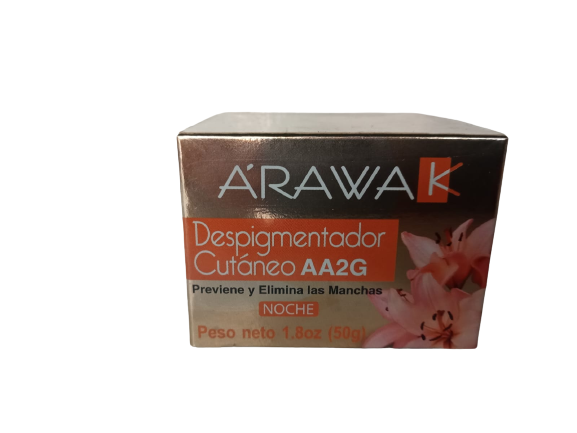 ÁRAWAK
Despigmentador
Cutáneo AA2G
Previene y Elimina las Manchas
NOCHE
Peso neto 1.8oz (50g)